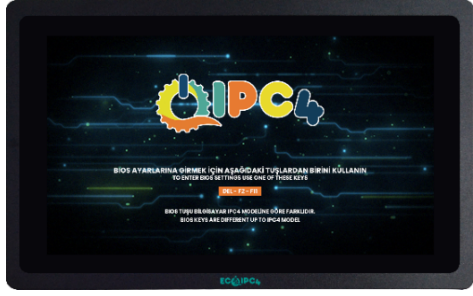 IPC4
BİOS AYARLARINA GİRMEK İÇİN AŞAĞIDAKİ TUŞLARDAN BİRİNİ KULLANIN
TO ENTER BIOS SETTINGS USE ONE OF THESE KEYS
DEL - F2 - F11
BIOS TUŞU BİLGİSAYAR IPC4 MODELİNE GÖRE FARKLIDIR.
BIOS KEYS ARE DIFFERENT UP TO IPC4 MODEL
ECOIPC4